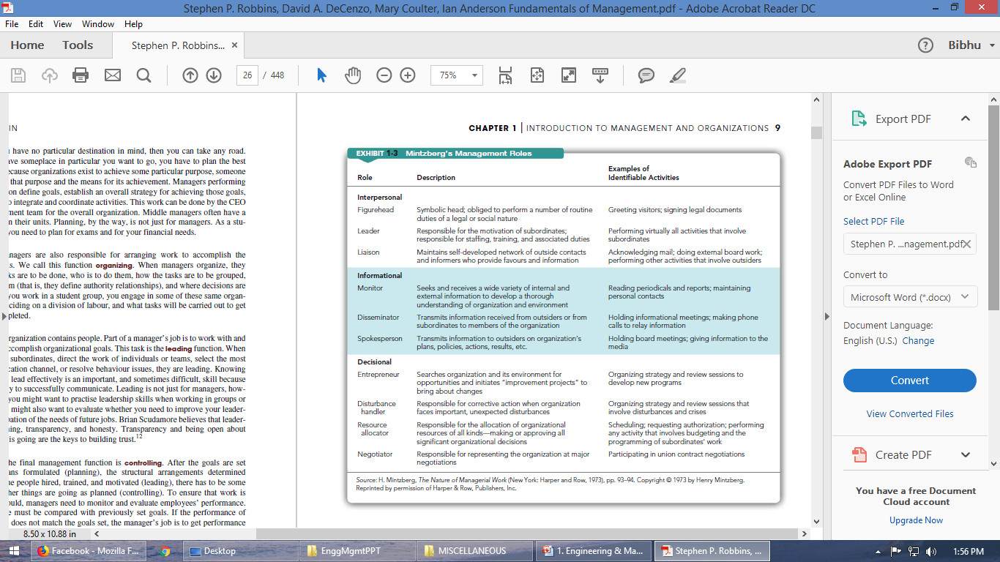 Stephen P. Robbins, David A. DeCenzo, Mary Coulter, Ian Anderson Fundamentals of Management.pdf - Adobe Acrobat Reader DC
File Edit View Window Help
Home Tools Stephen P. Robbins... × Bibhu
26 / 448 75%
IN
have no particular destination in mind, then you can take any road.
ve someplace in particular you want to go, you have to plan the best
cause organizations exist to achieve some particular purpose, someone
that purpose and the means for its achievement. Managers performing
on define goals, establish an overall strategy for achieving those goals,
integrate and coordinate activities. This work can be done by the CEO
ment team for the overall organization. Middle managers often have a
n their units. Planning, by the way, is not just for managers. As a stu-
you need to plan for exams and for your financial needs.
nagers are also responsible for arranging work to accomplish the
s. We call this function organizing. When managers organize, they
ks are to be done, who is to do them, how the tasks are to be grouped,
m (that is, they define authority relationships), and where decisions are
you work in a student group, you engage in some of these same organ-
ciding on a division of labour, and what tasks will be carried out to get
pleted.
rganization contains people. Part of a manager's job is to work with and
ccomplish organizational goals. This task is the leading function. When
subordinates, direct the work of individuals or teams, select the most
cation channel, or resolve behaviour issues, they are leading. Knowing
lead effectively is an important, and sometimes difficult, skill because
y to successfully communicate. Leading is not just for managers, how-
you might want to practise leadership skills when working in groups or
might also want to evaluate whether you need to improve your leader-
pation of the needs of future jobs. Brian Scudamore believes that leader-
ning, transparency, and honesty. Transparency and being open about
is going are the keys to building trust.12
he final management function is controlling. After the goals are set
ans formulated (planning), the structural arrangements determined
e people hired, trained, and motivated (leading), there has to be some
her things are going as planned (controlling). To ensure that work is
ould, managers need to monitor and evaluate employees' performance.
e must be compared with previously set goals. If the performance of
does not match the goals set, the manager's job is to get performance
8.50 x 10.88 in
CHAPTER 1 | INTRODUCTION TO MANAGEMENT AND ORGANIZATIONS 9
EXHIBIT 1-3 Mintzberg's Management Roles
Role Description Examples of
Identifiable Activities
Interpersonal
Figurehead Symbolic head; obliged to perform a number of routine Greeting visitors; signing legal documents
duties of a legal or social nature
Leader Responsible for the motivation of subordinates; Performing virtually all activities that involve
responsible for staffing, training, and associated duties subordinates
Liaison Maintains self-developed network of outside contacts Acknowledging mail; doing external board work;
and informers who provide favours and information performing other activities that involve outsiders
Informational
Monitor Seeks and receives a wide variety of internal and Reading periodicals and reports; maintaining
external information to develop a thorough personal contacts
understanding of organization and environment
Disseminator Transmits information received from outsiders or from Holding informational meetings; making phone
subordinates to members of the organization calls to relay information
Spokesperson Transmits information to outsiders on organization's Holding board meetings; giving information to the
plans, policies, actions, results, etc. media
Decisional
Entrepreneur Searches organization and its environment for Organizing strategy and review sessions to
opportunities and initiates "improvement projects" to develop new programs
bring about changes
Disturbance Responsible for corrective action when organization Organizing strategy and review sessions that
handler faces important, unexpected disturbances involve disturbances and crises
Resource Responsible for the allocation of organizational Scheduling; requesting authorization; performing
allocator resources of all kinds—making or approving all any activity that involves budgeting and the
significant organizational decisions programming of subordinates' work
Negotiator Responsible for representing the organization at major Participating in union contract negotiations
negotiations
Source: H. Mintzberg, The Nature of Managerial Work (New York: Harper and Row, 1973), pp. 93–94. Copyright © 1973 by Henry Mintzberg.
Reprinted by permission of Harper & Row, Publishers, Inc.
Export PDF
Adobe Export PDF
Convert PDF Files to Word
or Excel Online
Select PDF File
Stephen P. ...nagement.pdf ×
Convert to
Microsoft Word (*.docx)
Document Language:
English (U.S.) Change
Convert
View Converted Files
Create PDF
You have a free Document
Cloud account
Upgrade Now
Facebook - Mozilla F... Desktop EnggMgmtPPT MISCELLANEOUS 1. Engineering & Ma... Stephen P. Robbins, ... 1:56 PM